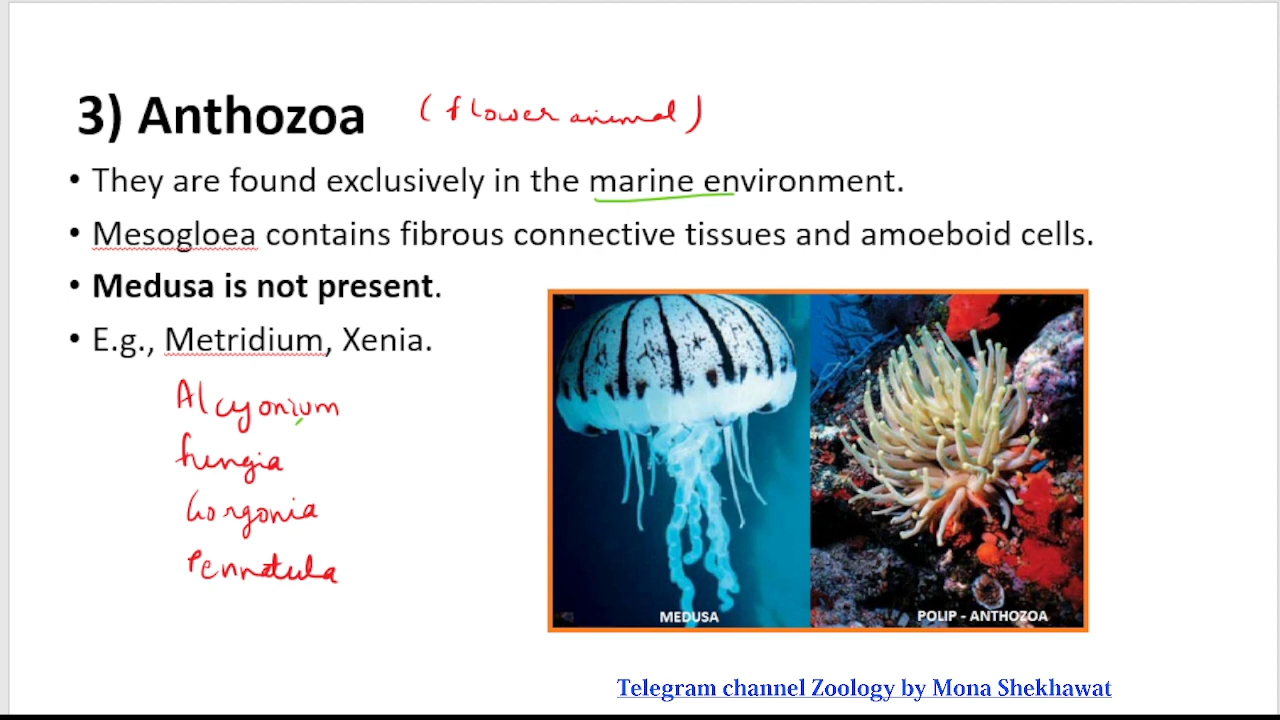 3) Anthozoa (flower animal)
• They are found exclusively in the marine environment.
• Mesogloea contains fibrous connective tissues and amoeboid cells.
• Medusa is not present.
• E.g., Metridium, Xenia.
Alcyonium
fungia
Gorgonia
Pennatula
MEDUSA
POLIP - ANTHOZOA
Telegram channel Zoology by Mona Shekhawat